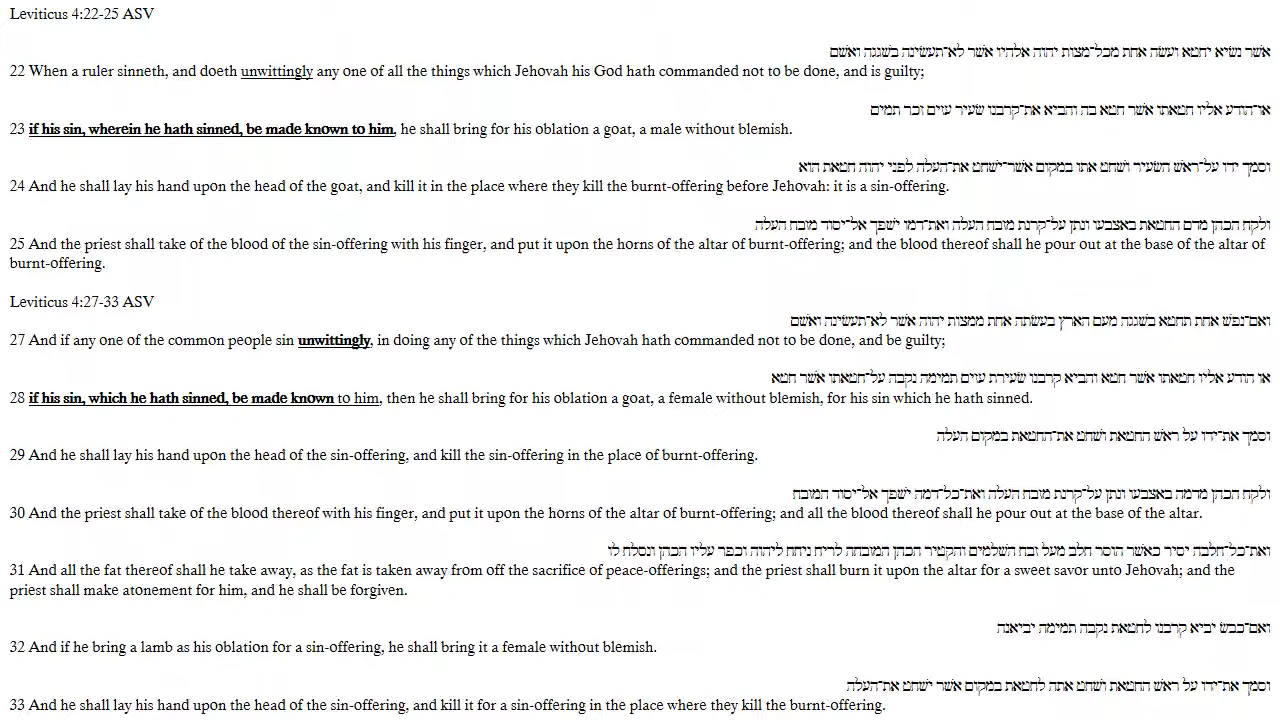 Leviticus 4:22-25 ASV
אשר נשיא יחטא ועשה אחת מכל־מצות יהוה אלהיו אשר לא־תעשינה בשגגה ואשם
22 When a ruler sinneth, and doeth unwittingly any one of all the things which Jehovah his God hath commanded not to be done, and is guilty;
או־הודע אליו חטאתו אשר חטא בה והביא את־קרבנו שעיר עזים זכר תמים
23 if his sin, wherein he hath sinned, be made known to him, he shall bring for his oblation a goat, a male without blemish.
וסמך ידו על־ראש השעיר ושחט אתו במקום אשר־ישחט את־העלה לפני יהוה חטאת הוא
24 And he shall lay his hand upon the head of the goat, and kill it in the place where they kill the burnt-offering before Jehovah: it is a sin-offering.
ולקח הכהן מדם החטאת באצבעו ונתן על־קרנת מזבח העלה ואת־דמו ישפך אל־יסוד מזבח העלה
25 And the priest shall take of the blood of the sin-offering with his finger, and put it upon the horns of the altar of burnt-offering; and the blood thereof shall he pour out at the base of the altar of
burnt-offering.
Leviticus 4:27-33 ASV
ואם־נפש אחת תחטא בשגגה מעם הארץ בעשתה אחת ממצות יהוה אשר לא־תעשינה ואשם
27 And if any one of the common people sin unwittingly, in doing any of the things which Jehovah hath commanded not to be done, and be guilty;
או הודע אליו חטאתו אשר חטא והביא קרבנו שעירת עזים תמימה נקבה על־חטאתו אשר חטא
28 if his sin, which he hath sinned, be made known to him, then he shall bring for his oblation a goat, a female without blemish, for his sin which he hath sinned.
וסמך את־ידו על ראש החטאת ושחט את־החטאת במקום העלה
29 And he shall lay his hand upon the head of the sin-offering, and kill the sin-offering in the place of burnt-offering.
ולקח הכהן מדמה באצבעו ונתן על־קרנת מזבח העלה ואת־כל־דמה ישפך אל־יסוד המזבח
30 And the priest shall take of the blood thereof with his finger, and put it upon the horns of the altar of burnt-offering; and all the blood thereof shall he pour out at the base of the altar.
ואת־כל־חלבה יסיר כאשר הוסר חלב מעל זבח השלמים והקטיר הכהן המזבחה לריח ניחח ליהוה וכפר עליו הכהן ונסלח לו
31 And all the fat thereof shall he take away, as the fat is taken away from off the sacrifice of peace-offerings; and the priest shall burn it upon the altar for a sweet savor unto Jehovah; and the
priest shall make atonement for him, and he shall be forgiven.
ואם־כבש יביא קרבנו לחטאת נקבה תמימה יביאנה
32 And if he bring a lamb as his oblation for a sin-offering, he shall bring it a female without blemish.
וסמך את־ידו על ראש החטאת ושחט אתה לחטאת במקום אשר ישחט את־העלה
33 And he shall lay his hand upon the head of the sin-offering, and kill it for a sin-offering in the place where they kill the burnt-offering.